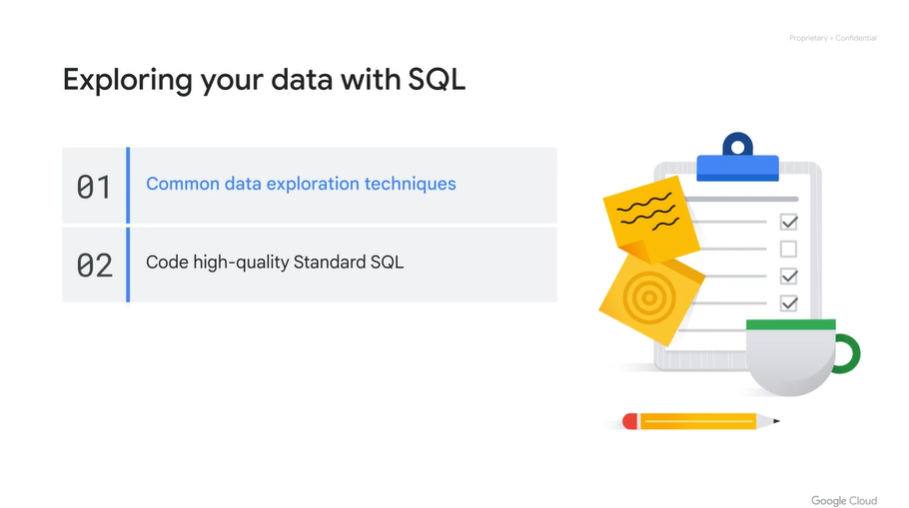 Proprietary + Confidential
Exploring your data with SQL
01
Common data exploration techniques
02
Code high-quality Standard SQL
Google Cloud